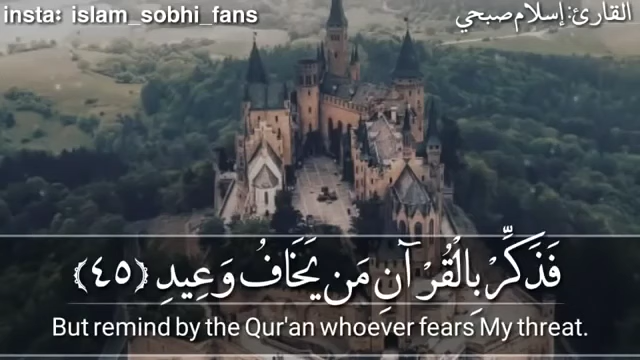 insta: islam_sobhi_fans
القارئ: إسلام صبحي
فَذَكِّرْ بِالْقُرْآنِ مَن يَخَافُ وَعِيدِ ﴿٤٥﴾
But remind by the Qur'an whoever fears My threat.